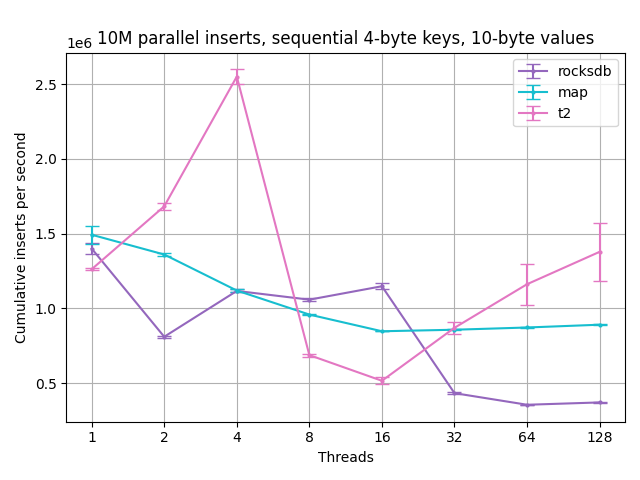 10M parallel inserts, sequential 4-byte keys, 10-byte values
1e6
rocksdb
map
t2
2.5
2.0
1.5
1.0
0.5
Cumulative inserts per second
1 2 4 8 16 32 64 128
Threads